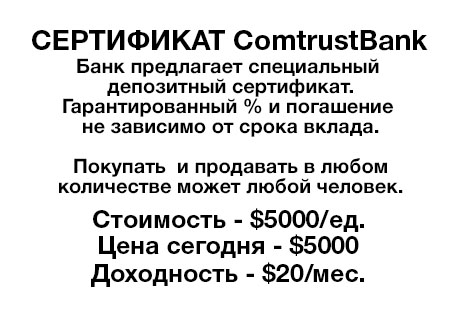 СЕРТИФИКАТ ComtrustBank
Банк предлагает специальный
депозитный сертификат.
Гарантированный % и погашение
не зависимо от срока вклада.
Покупать и продавать в любом
количестве может любой человек.
Стоимость - $5000/ед.
Цена сегодня - $5000
Доходность - $20/мес.